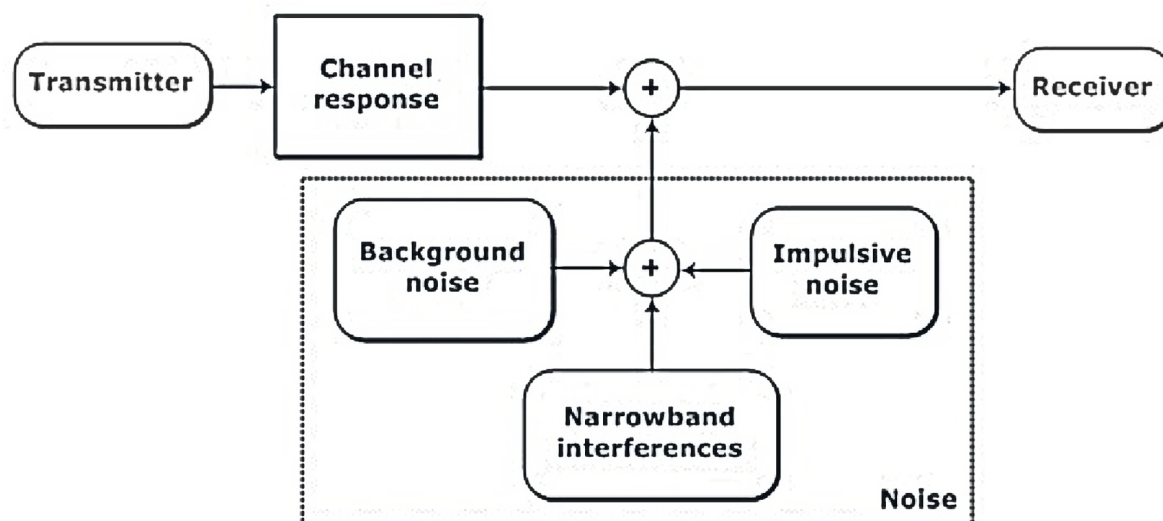 Transmitter
Channel
response
+
Receiver
Background
noise
+
Impulsive
noise
Narrowband
interferences
Noise